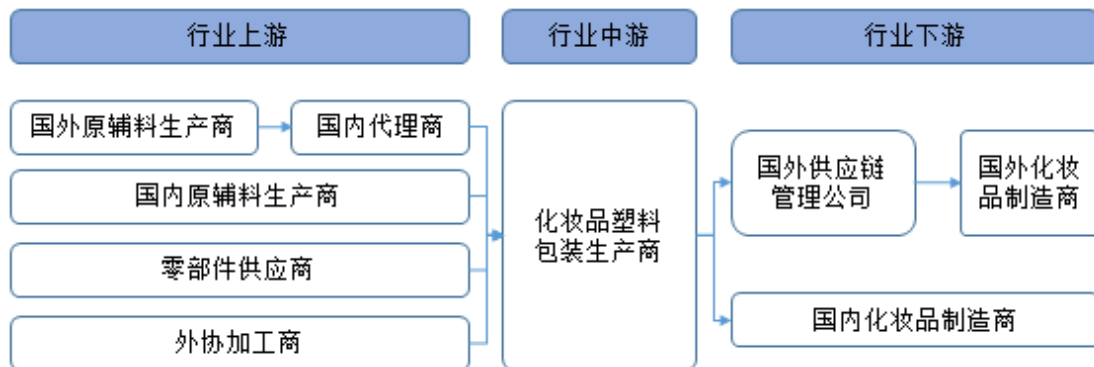 行业上游
行业中游
行业下游
国外原辅料生产商
国内代理商
国内原辅料生产商
零部件供应商
外协加工商
化妆品塑料
包装生产商
国外供应链
管理公司
国外化妆
品制造商
国内化妆品制造商